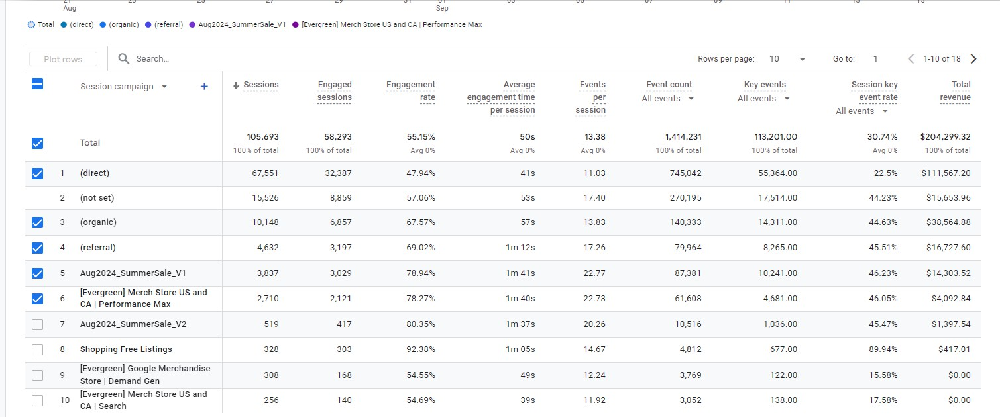 21 23 25 27 29 31 01 03 05 07 09 11 13 15
Aug Sep
Total (direct) (organic) (referral) Aug2024_SummerSale_V1 [Evergreen] Merch Store US and CA | Performance Max
Plot rows Search... Rows per page: 10 Go to: 1 1-10 of 18
Session campaign + ↓ Sessions Engaged sessions Engagement rate Average engagement time per session Events per session Event count All events Key events All events Session key event rate All events Total revenue
Total 105,693 58,293 55.15% 50s 13.38 1,414,231 113,201.00 30.74% $204,299.32
100% of total 100% of total Avg 0% Avg 0% Avg 0% 100% of total 100% of total Avg 0% 100% of total
1 (direct) 67,551 32,387 47.94% 41s 11.03 745,042 55,364.00 22.5% $111,567.20
2 (not set) 15,526 8,859 57.06% 53s 17.40 270,195 17,514.00 44.23% $15,653.96
3 (organic) 10,148 6,857 67.57% 57s 13.83 140,333 14,311.00 44.63% $38,564.88
4 (referral) 4,632 3,197 69.02% 1m 12s 17.26 79,964 8,265.00 45.51% $16,727.60
5 Aug2024_SummerSale_V1 3,837 3,029 78.94% 1m 41s 22.77 87,381 10,241.00 46.23% $14,303.52
6 [Evergreen] Merch Store US and CA | Performance Max 2,710 2,121 78.27% 1m 40s 22.73 61,608 4,681.00 46.05% $4,092.84
7 Aug2024_SummerSale_V2 519 417 80.35% 1m 37s 20.26 10,516 1,036.00 45.47% $1,397.54
8 Shopping Free Listings 328 303 92.38% 1m 05s 14.67 4,812 677.00 89.94% $417.01
9 [Evergreen] Google Merchandise Store | Demand Gen 308 168 54.55% 49s 12.24 3,769 122.00 15.58% $0.00
10 [Evergreen] Merch Store US and CA | Search 256 140 54.69% 39s 11.92 3,052 138.00 17.58% $0.00